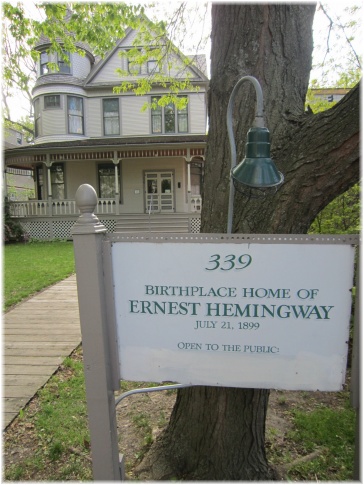 339
BIRTHPLACE HOME OF
ERNEST HEMINGWAY
JULY 21, 1899
OPEN TO THE PUBLIC: